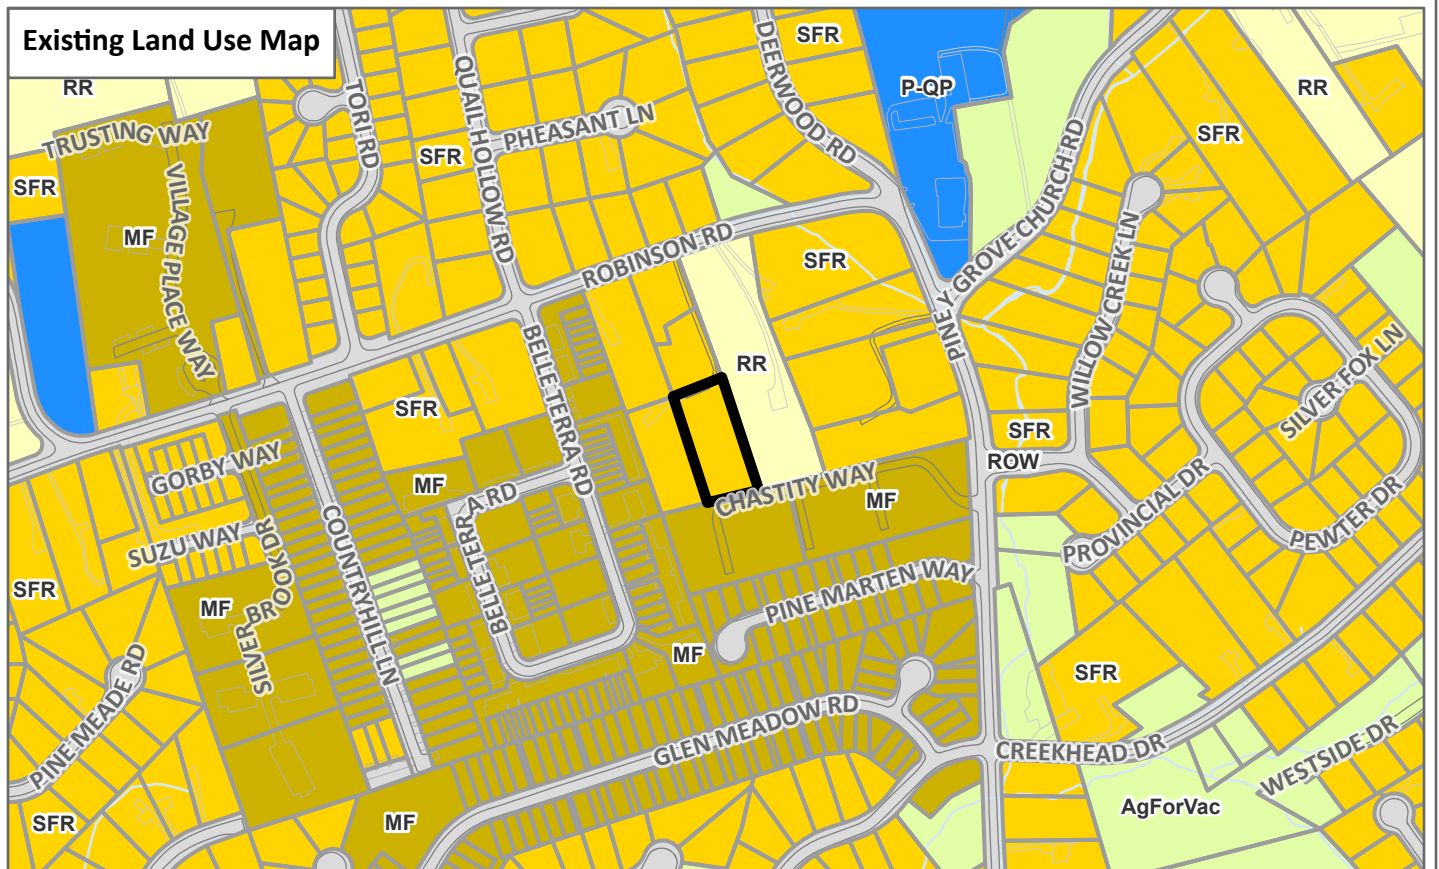 Existing Land Use Map
RR
TRUSTING WAY
SFR
MF
VILLAGE PLACE WAY
TORI RD
QUAIL HOLLOW RD
SFR
PHEASANT LN
DEERWOOD RD
SFR
P-QP
RR
SFR
PINEY GROVE CHURCH RD
WILLOW CREEK LN
ROBINSON RD
SFR
RR
BELLE TERRA RD
PINEY
SILVER FOX LN
SFR
SFR
ROW
GORBY WAY
MF
BELLE TERRA RD
CHASTITY WAY
MF
PROVINCIAL DR
PEWTER DR
SUZU WAY
SILVER BROOK DR
COUNTRYHILL LN
SFR
MF
PINE MARTEN WAY
MF
SFR
PINE MEADE RD
GLEN MEADOW RD
CREEKHEAD DR
WESTSIDE DR
SFR
MF
AgForVac